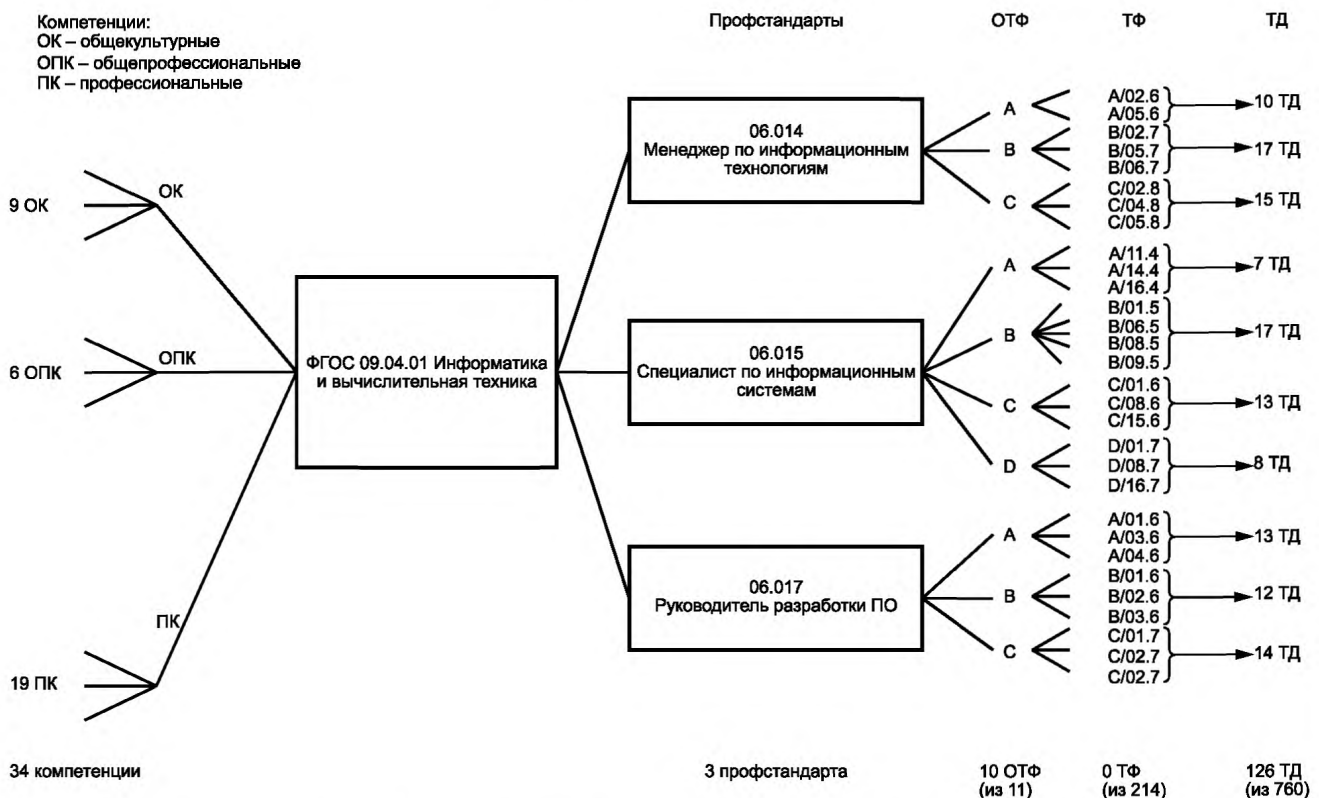 Компетенции:
ОК – общекультурные
ОПК – общепрофессиональные
ПК – профессиональные
Профстандарты
ОТФ
ТФ
ТД
9 ОК
ОК
6 ОПК
ОПК
19 ПК
ПК
ФГОС 09.04.01 Информатика
и вычислительная техника
06.014
Менеджер по информационным
технологиям
A
A/02.6
A/05.6
10 ТД
B
B/02.7
B/05.7
B/06.7
17 ТД
C
C/02.8
C/04.8
C/05.8
15 ТД
06.015
Специалист по информационным
системам
A
A/11.4
A/14.4
A/16.4
7 ТД
B
B/01.5
B/06.5
B/08.5
B/09.5
17 ТД
C
C/01.6
C/08.6
C/15.6
13 ТД
D
D/01.7
D/08.7
D/16.7
8 ТД
06.017
Руководитель разработки ПО
A
A/01.6
A/03.6
A/04.6
13 ТД
B
B/01.6
B/02.6
B/03.6
12 ТД
C
C/01.7
C/02.7
C/02.7
14 ТД
34 компетенции
3 профстандарта
10 ОТФ
(из 11)
0 ТФ
(из 214)
126 ТД
(из 760)